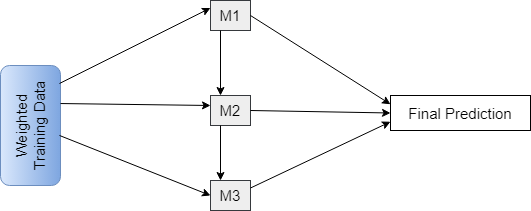 Weighted
Training Data
M1
M2
M3
Final Prediction